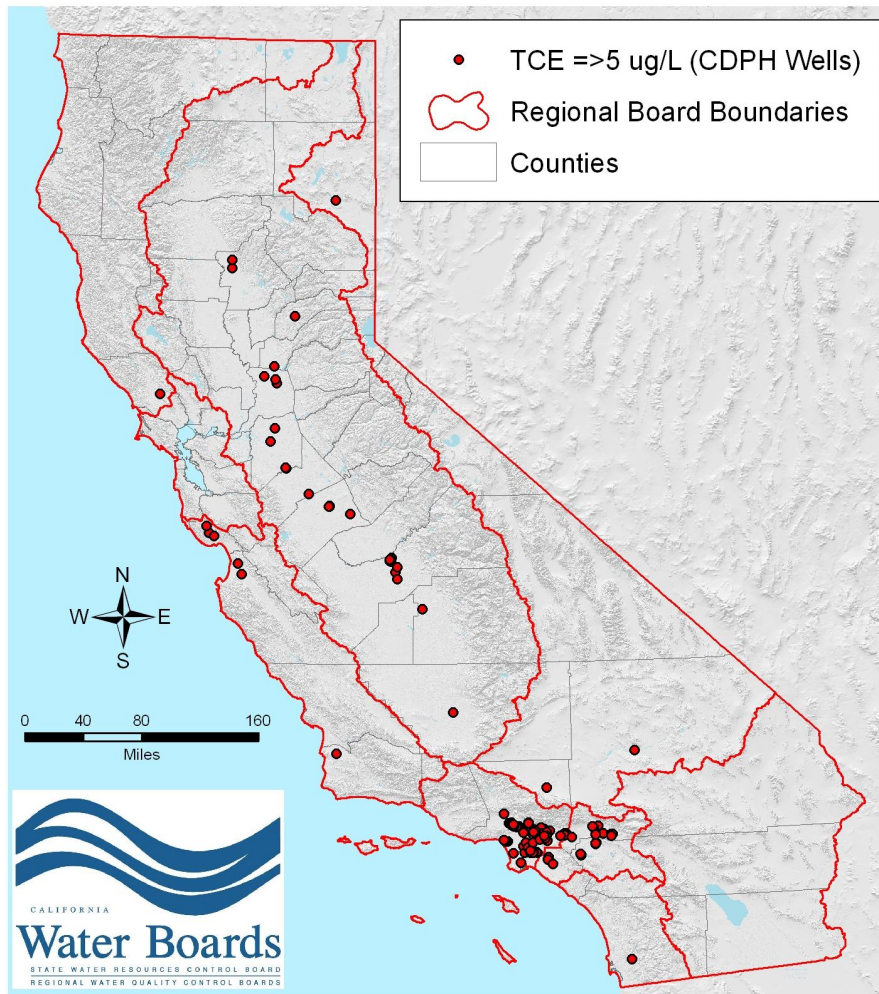 TCE =>5 ug/L (CDPH Wells)
Regional Board Boundaries
Counties
N
W E
S
0 40 80 160
Miles
CALIFORNIA
Water Boards
STATE WATER RESOURCES CONTROL BOARD
REGIONAL WATER QUALITY CONTROL BOARDS